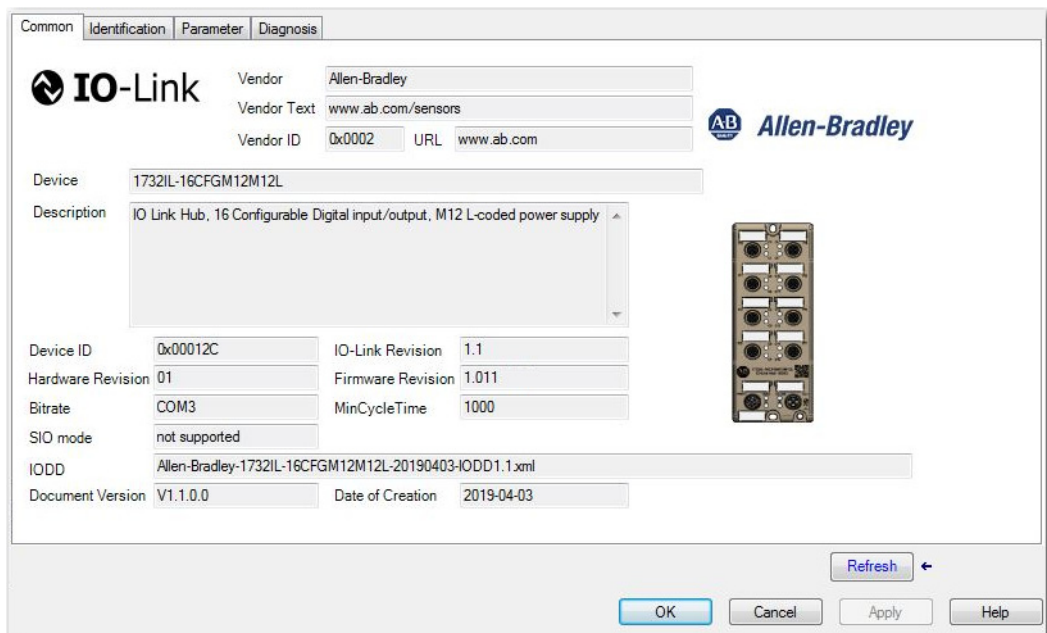 Common Identification Parameter Diagnosis
IO-Link
Vendor Allen-Bradley
Vendor Text www.ab.com/sensors
Vendor ID 0x0002 URL www.ab.com
AB
Allen-Bradley
Device 1732IL-16CFGM12M12L
Description IO Link Hub, 16 Configurable Digital input/output, M12 L-coded power supply
Device ID 0x00012C IO-Link Revision 1.1
Hardware Revision 01 Firmware Revision 1.011
Bitrate COM3 MinCycleTime 1000
SIO mode not supported
IODD Allen-Bradley-1732IL-16CFGM12M12L-20190403-IODD1.1.xml
Document Version V1.1.0.0 Date of Creation 2019-04-03
Refresh
OK Cancel Apply Help